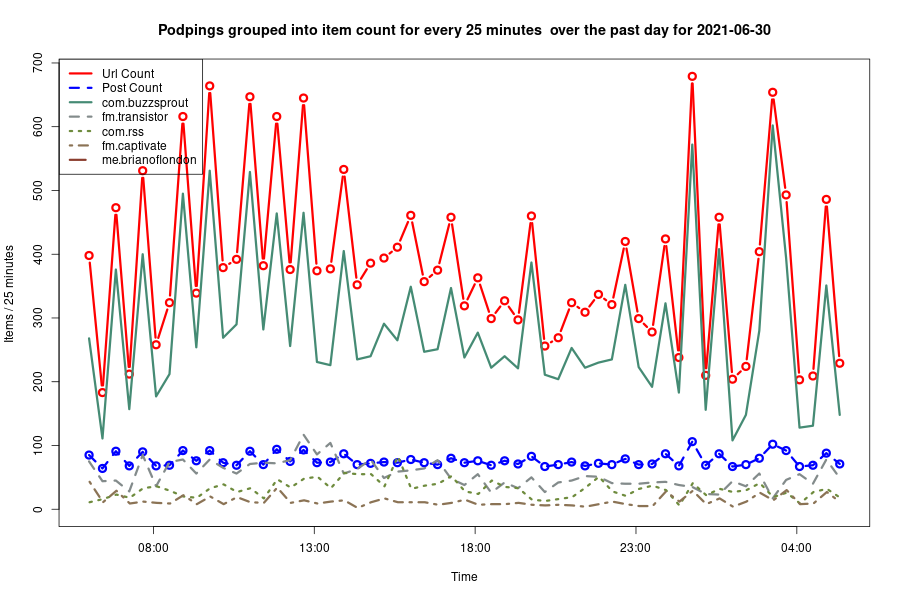 Podpings grouped into item count for every 25 minutes  over the past day for 2021-06-30
Url Count
Post Count
com.buzzsprout
fm.transistor
com.rss
fm.captivate
me.brianoflondon
700
600
500
400
300
200
100
0
Items / 25 minutes
08:00 13:00 18:00 23:00 04:00
Time